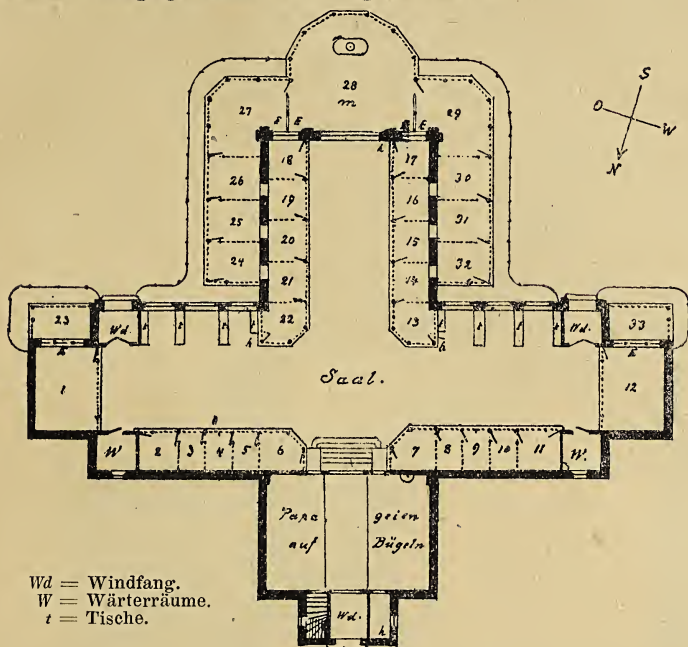 28
m
27
29
S
O
W
N
E
E
E
E
18
h
17
26
19
16
30
25
20
15
31
24
21
14
32
23
Wd.
t
t
t
t
h
22
13
t
h
t
t
t
Wd.
33
E
E
1
Saal.
12
W
2
3
4
5
6
7
8
9
10
11
W.
Papa
geien
auf
Bügeln
Wd = Windfang.
W = Wärterräume.
t = Tische.
Wd.
h